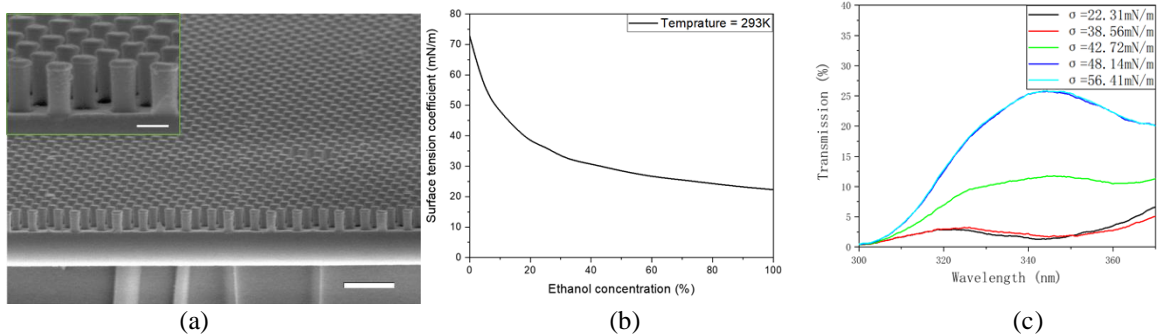 80
70
60
50
40
30
20
10
0
0 20 40 60 80 100
Surface tension coefficient (mN/m)
Ethanol concentration (%)
Temprature = 293K
40
35
30
25
20
15
10
5
0
300 320 340 360
Transmission (%)
Wavelength (nm)
σ=22.31mN/m
σ=38.56mN/m
σ=42.72mN/m
σ=48.14mN/m
σ=56.41mN/m
(a) (b) (c)